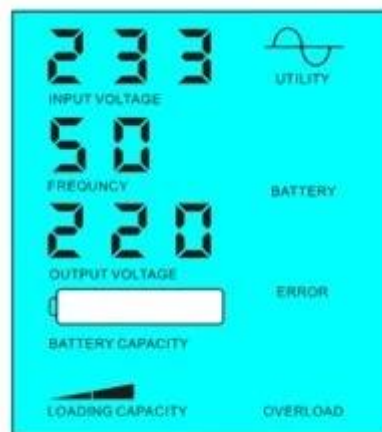 233
UTILITY
INPUT VOLTAGE
50
FREQUNCY
BATTERY
220
OUTPUT VOLTAGE
ERROR
BATTERY CAPACITY
LOADING CAPACITY
OVERLOAD